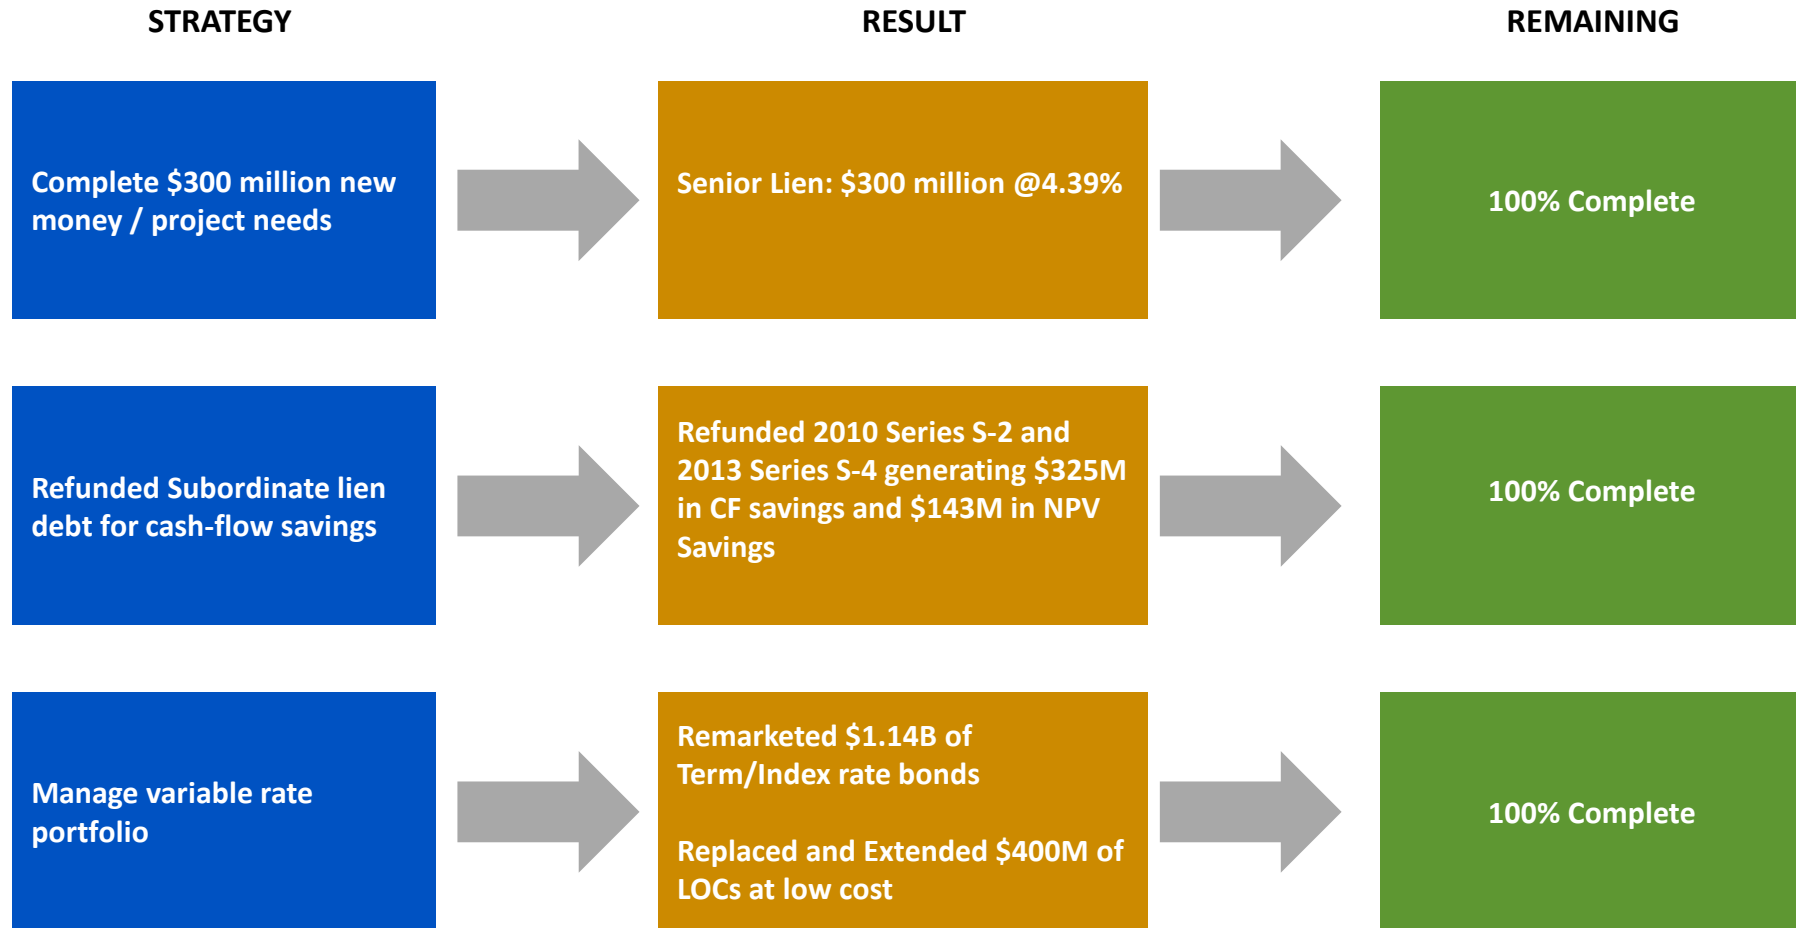 STRATEGY
RESULT
REMAINING
Complete $300 million new
money / project needs
Senior Lien: $300 million @4.39%
100% Complete
Refunded Subordinate lien
debt for cash-flow savings
Refunded 2010 Series S-2 and
2013 Series S-4 generating $325M
in CF savings and $143M in NPV
Savings
100% Complete
Manage variable rate
portfolio
Remarketed $1.14B of
Term/Index rate bonds
Replaced and Extended $400M of
LOCs at low cost
100% Complete